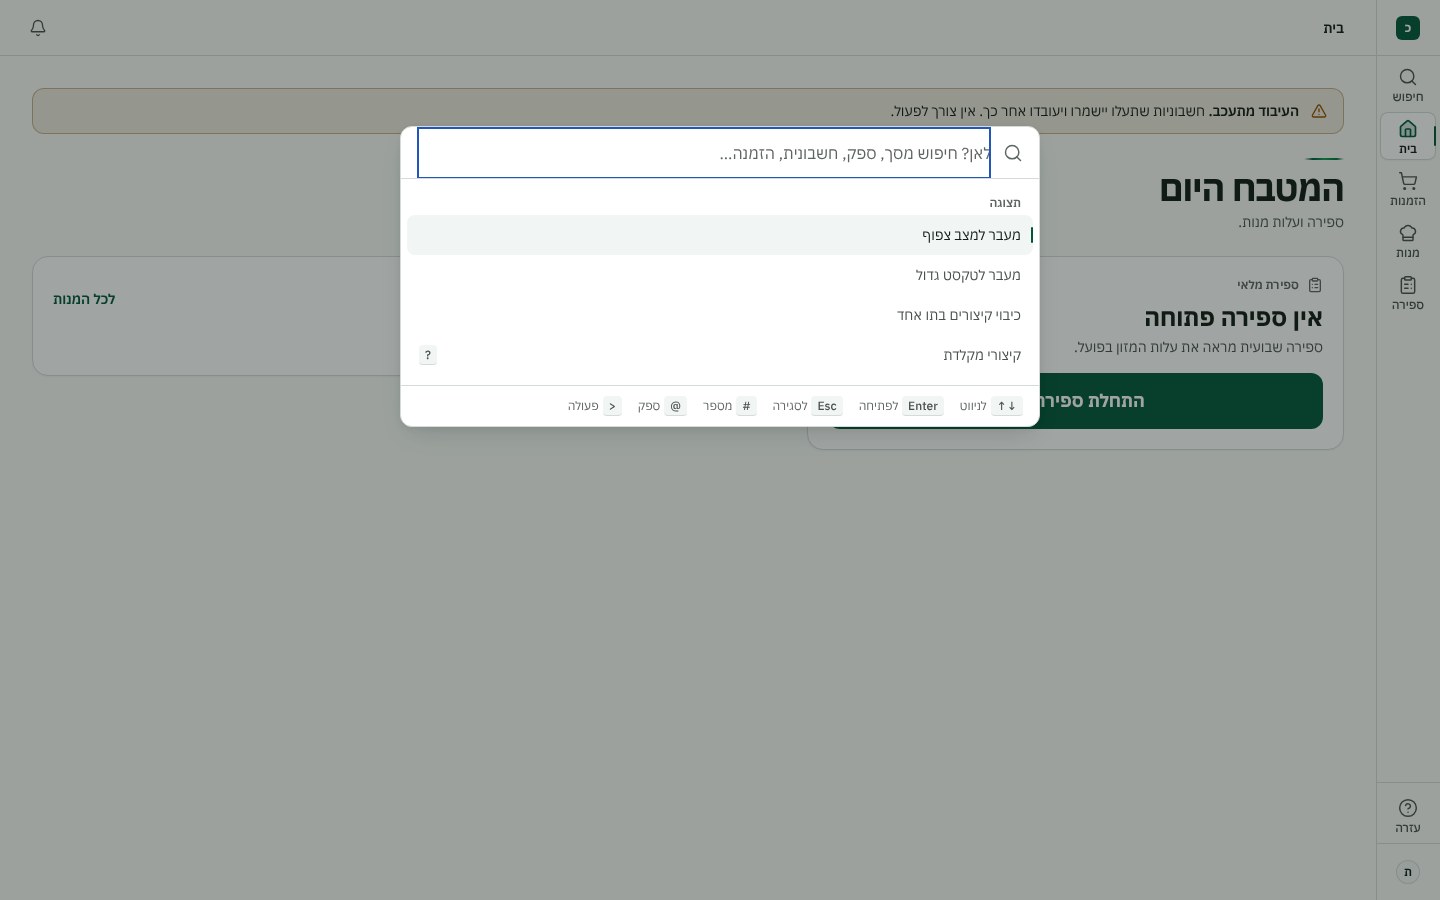 כ
בית
חיפוש
בית
הזמנות
מנות
ספירה
עזרה
ת
העיבוד מתעכב. חשבוניות שתעלו יישמרו ויעובדו אחר כך. אין צורך לפעול.
המטבח היום
ספירה ועלות מנות.
ספירת מלאי
אין ספירה פתוחה
ספירה שבועית מראה את עלות המזון בפועל.
התחלת ספירה
לכל המנות
לאן? חיפוש מסך, ספק, חשבונית, הזמנה...
תצוגה
מעבר למצב צפוף
מעבר לטקסט גדול
כיבוי קיצורים בתו אחד
קיצורי מקלדת ?
↑↓ לניווט Enter לפתיחה Esc לסגירה # מספר @ ספק > פעולה